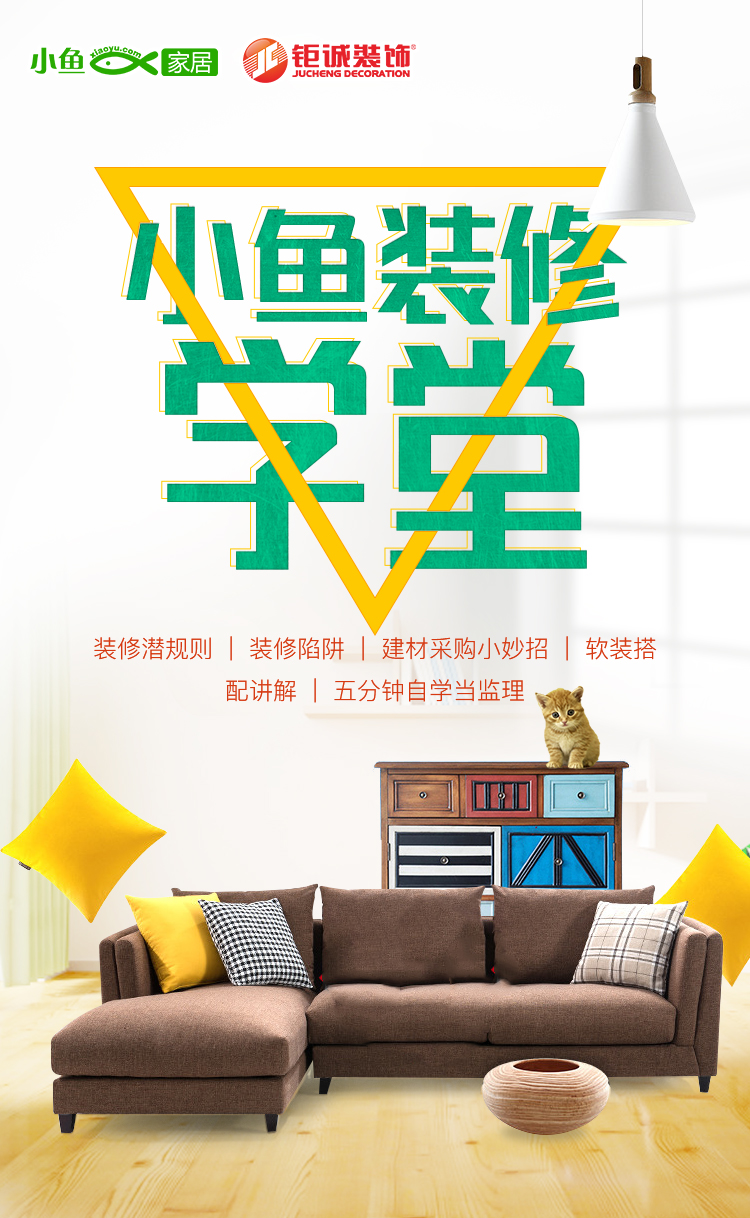 小鱼 xiaoyu.com 家居 钜诚装饰®
JUCHENG DECORATION
小鱼装修
学堂
装修潜规则 | 装修陷阱 | 建材采购小妙招 | 软装搭
配讲解 | 五分钟自学当监理